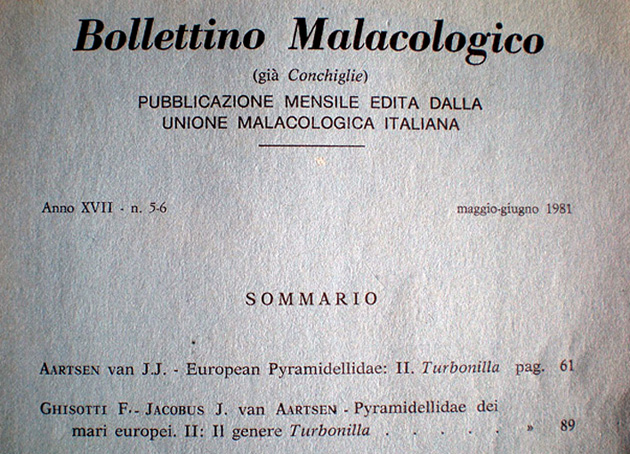 Bollettino Malacologico
(già Conchiglie)
PUBBLICAZIONE MENSILE EDITA DALLA
UNIONE MALACOLOGICA ITALIANA
Anno XVII - n. 5-6 maggio-giugno 1981
SOMMARIO
AARTSEN van J.J. - European Pyramidellidae: II. Turbonilla pag. 61
GHISOTTI F.- JACOBUS J. van AARTSEN - Pyramidellidae dei
mari europei. II: Il genere Turbonilla . . . . . » 89